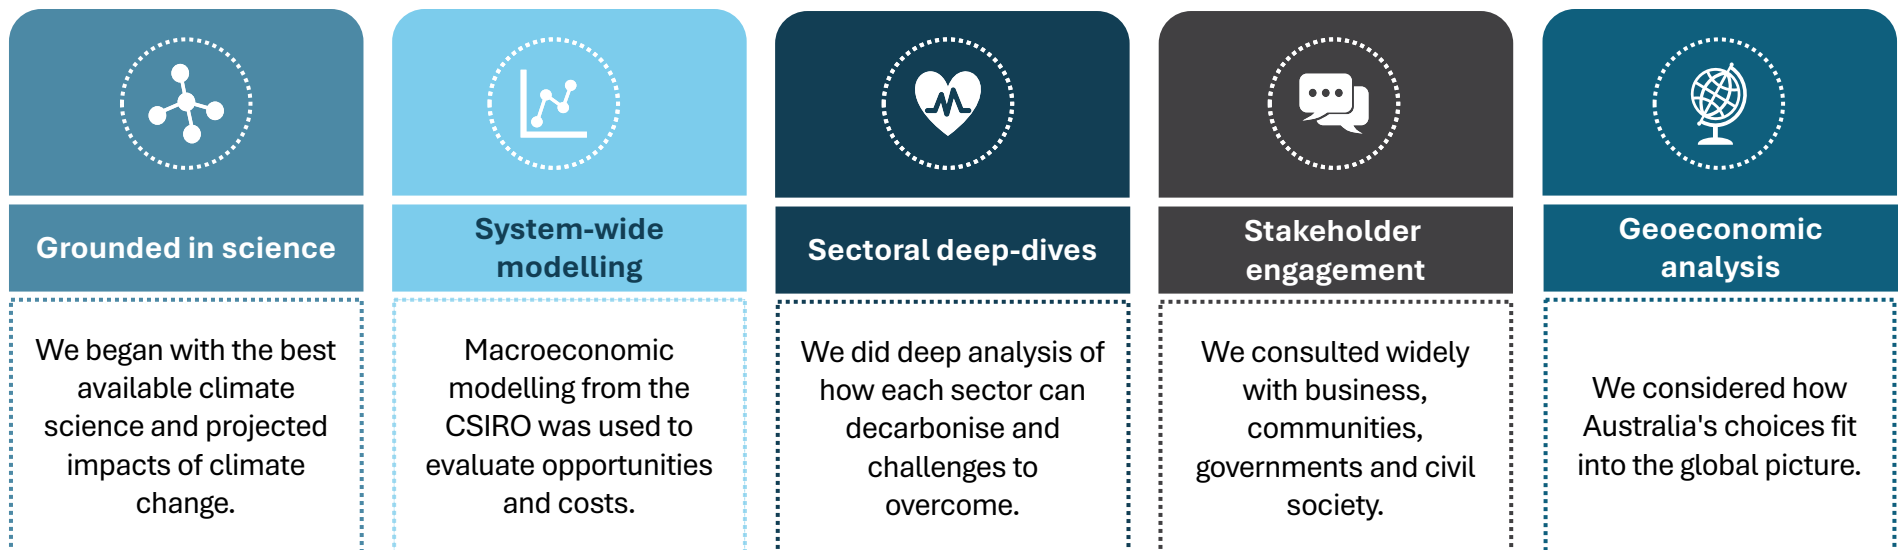 Grounded in science
We began with the best
available climate
science and projected
impacts of climate
change.
System-wide
modelling
Macroeconomic
modelling from the
CSIRO was used to
evaluate opportunities
and costs.
Sectoral deep-dives
We did deep analysis of
how each sector can
decarbonise and
challenges to
overcome.
Stakeholder
engagement
We consulted widely
with business,
communities,
governments and civil
society.
Geoeconomic
analysis
We considered how
Australia's choices fit
into the global picture.